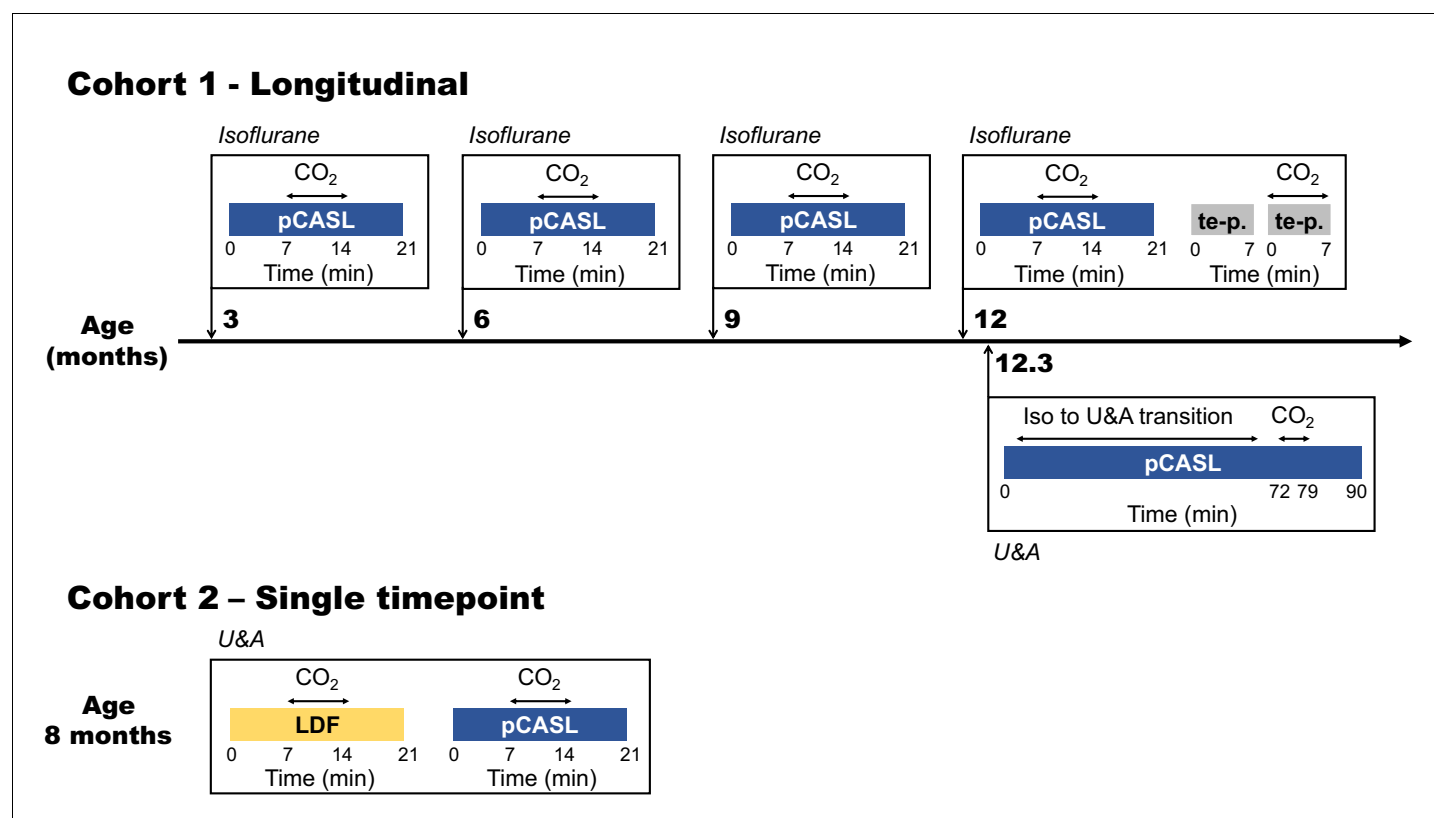 Cohort 1 - Longitudinal
Isoflurane
CO₂
pCASL
0 7 14 21
Time (min)
Isoflurane
CO₂
pCASL
0 7 14 21
Time (min)
Isoflurane
CO₂
pCASL
0 7 14 21
Time (min)
Isoflurane
CO₂
pCASL
0 7 14 21
Time (min)
CO₂
te-p. te-p.
0 7 0 7
Time (min)
Age
(months)
3 6 9 12
12.3
Iso to U&A transition CO₂
pCASL
0 72 79 90
Time (min)
U&A
Cohort 2 – Single timepoint
U&A
Age
8 months
CO₂
LDF
0 7 14 21
Time (min)
CO₂
pCASL
0 7 14 21
Time (min)